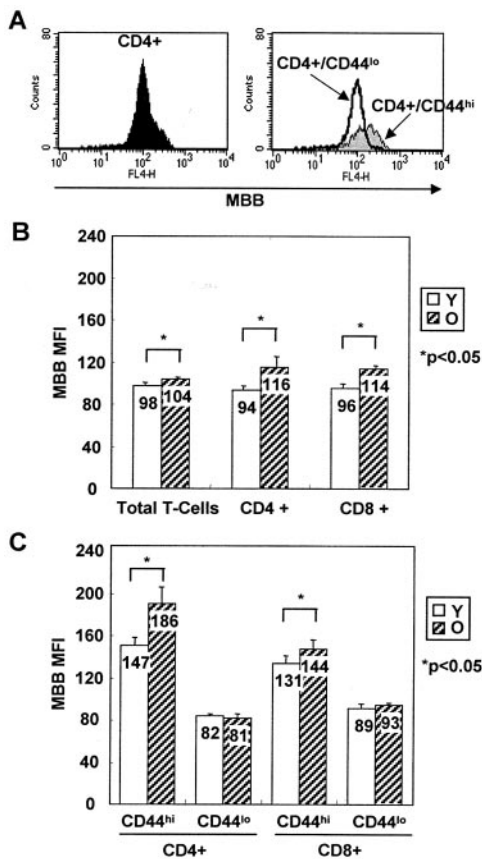 A
80
Counts
0
CD4+
10⁰ 10¹ 10² 10³ 10⁴
FL4-H
80
Counts
0
CD4+/CD44ˡᵒ
CD4+/CD44ʰⁱ
10⁰ 10¹ 10² 10³ 10⁴
FL4-H
MBB
B
MBB MFI
240
200
160
120
80
40
0
* * *
98 104 94 116 96 114
Total T-Cells CD4 + CD8 +
Y
O
*p<0.05
C
MBB MFI
240
200
160
120
80
40
0
* *
147 186 82 81 131 144 89 93
CD44ʰⁱ CD44ˡᵒ CD44ʰⁱ CD44ˡᵒ
CD4+ CD8+
Y
O
*p<0.05